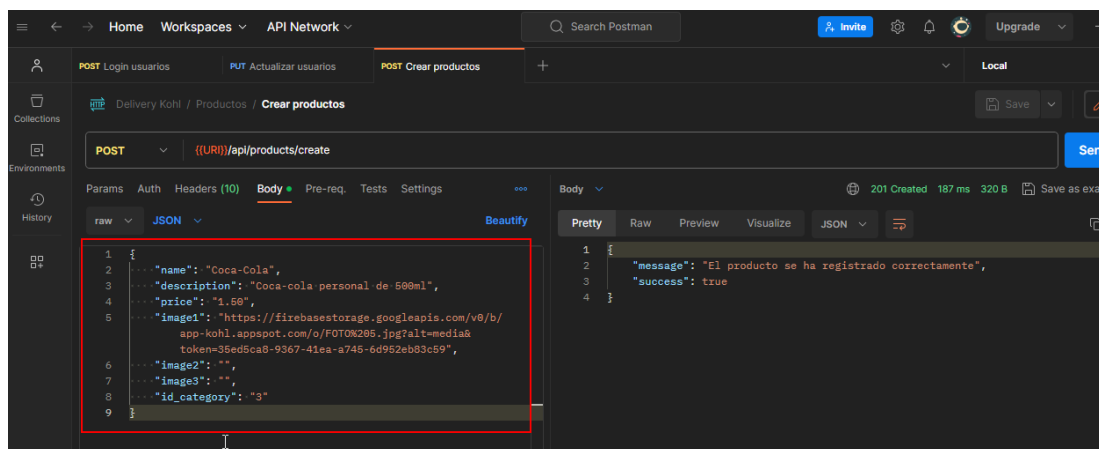 Home Workspaces API Network Search Postman Invite Upgrade
POST Login usuarios PUT Actualizar usuarios POST Crear productos + Local
HTTP Delivery Kohl / Productos / Crear productos Save
Collections
Environments
History
POST {{URI}}/api/products/create
Params Auth Headers (10) Body Pre-req. Tests Settings
raw JSON Beautify
1 {
2 "name": "Coca-Cola",
3 "description": "Coca-cola personal de 500ml",
4 "price": "1.50",
5 "image1": "https://firebasestorage.googleapis.com/v0/b/
app-kohl.appspot.com/o/FOTO%205.jpg?alt=media&
token=35ed5ca8-9367-41ea-a745-6d952eb83c59",
6 "image2": "",
7 "image3": "",
8 "id_category": "3"
9 }
Body 201 Created 187 ms 320 B Save as exa
Pretty Raw Preview Visualize JSON
1 {
2 "message": "El producto se ha registrado correctamente",
3 "success": true
4 }